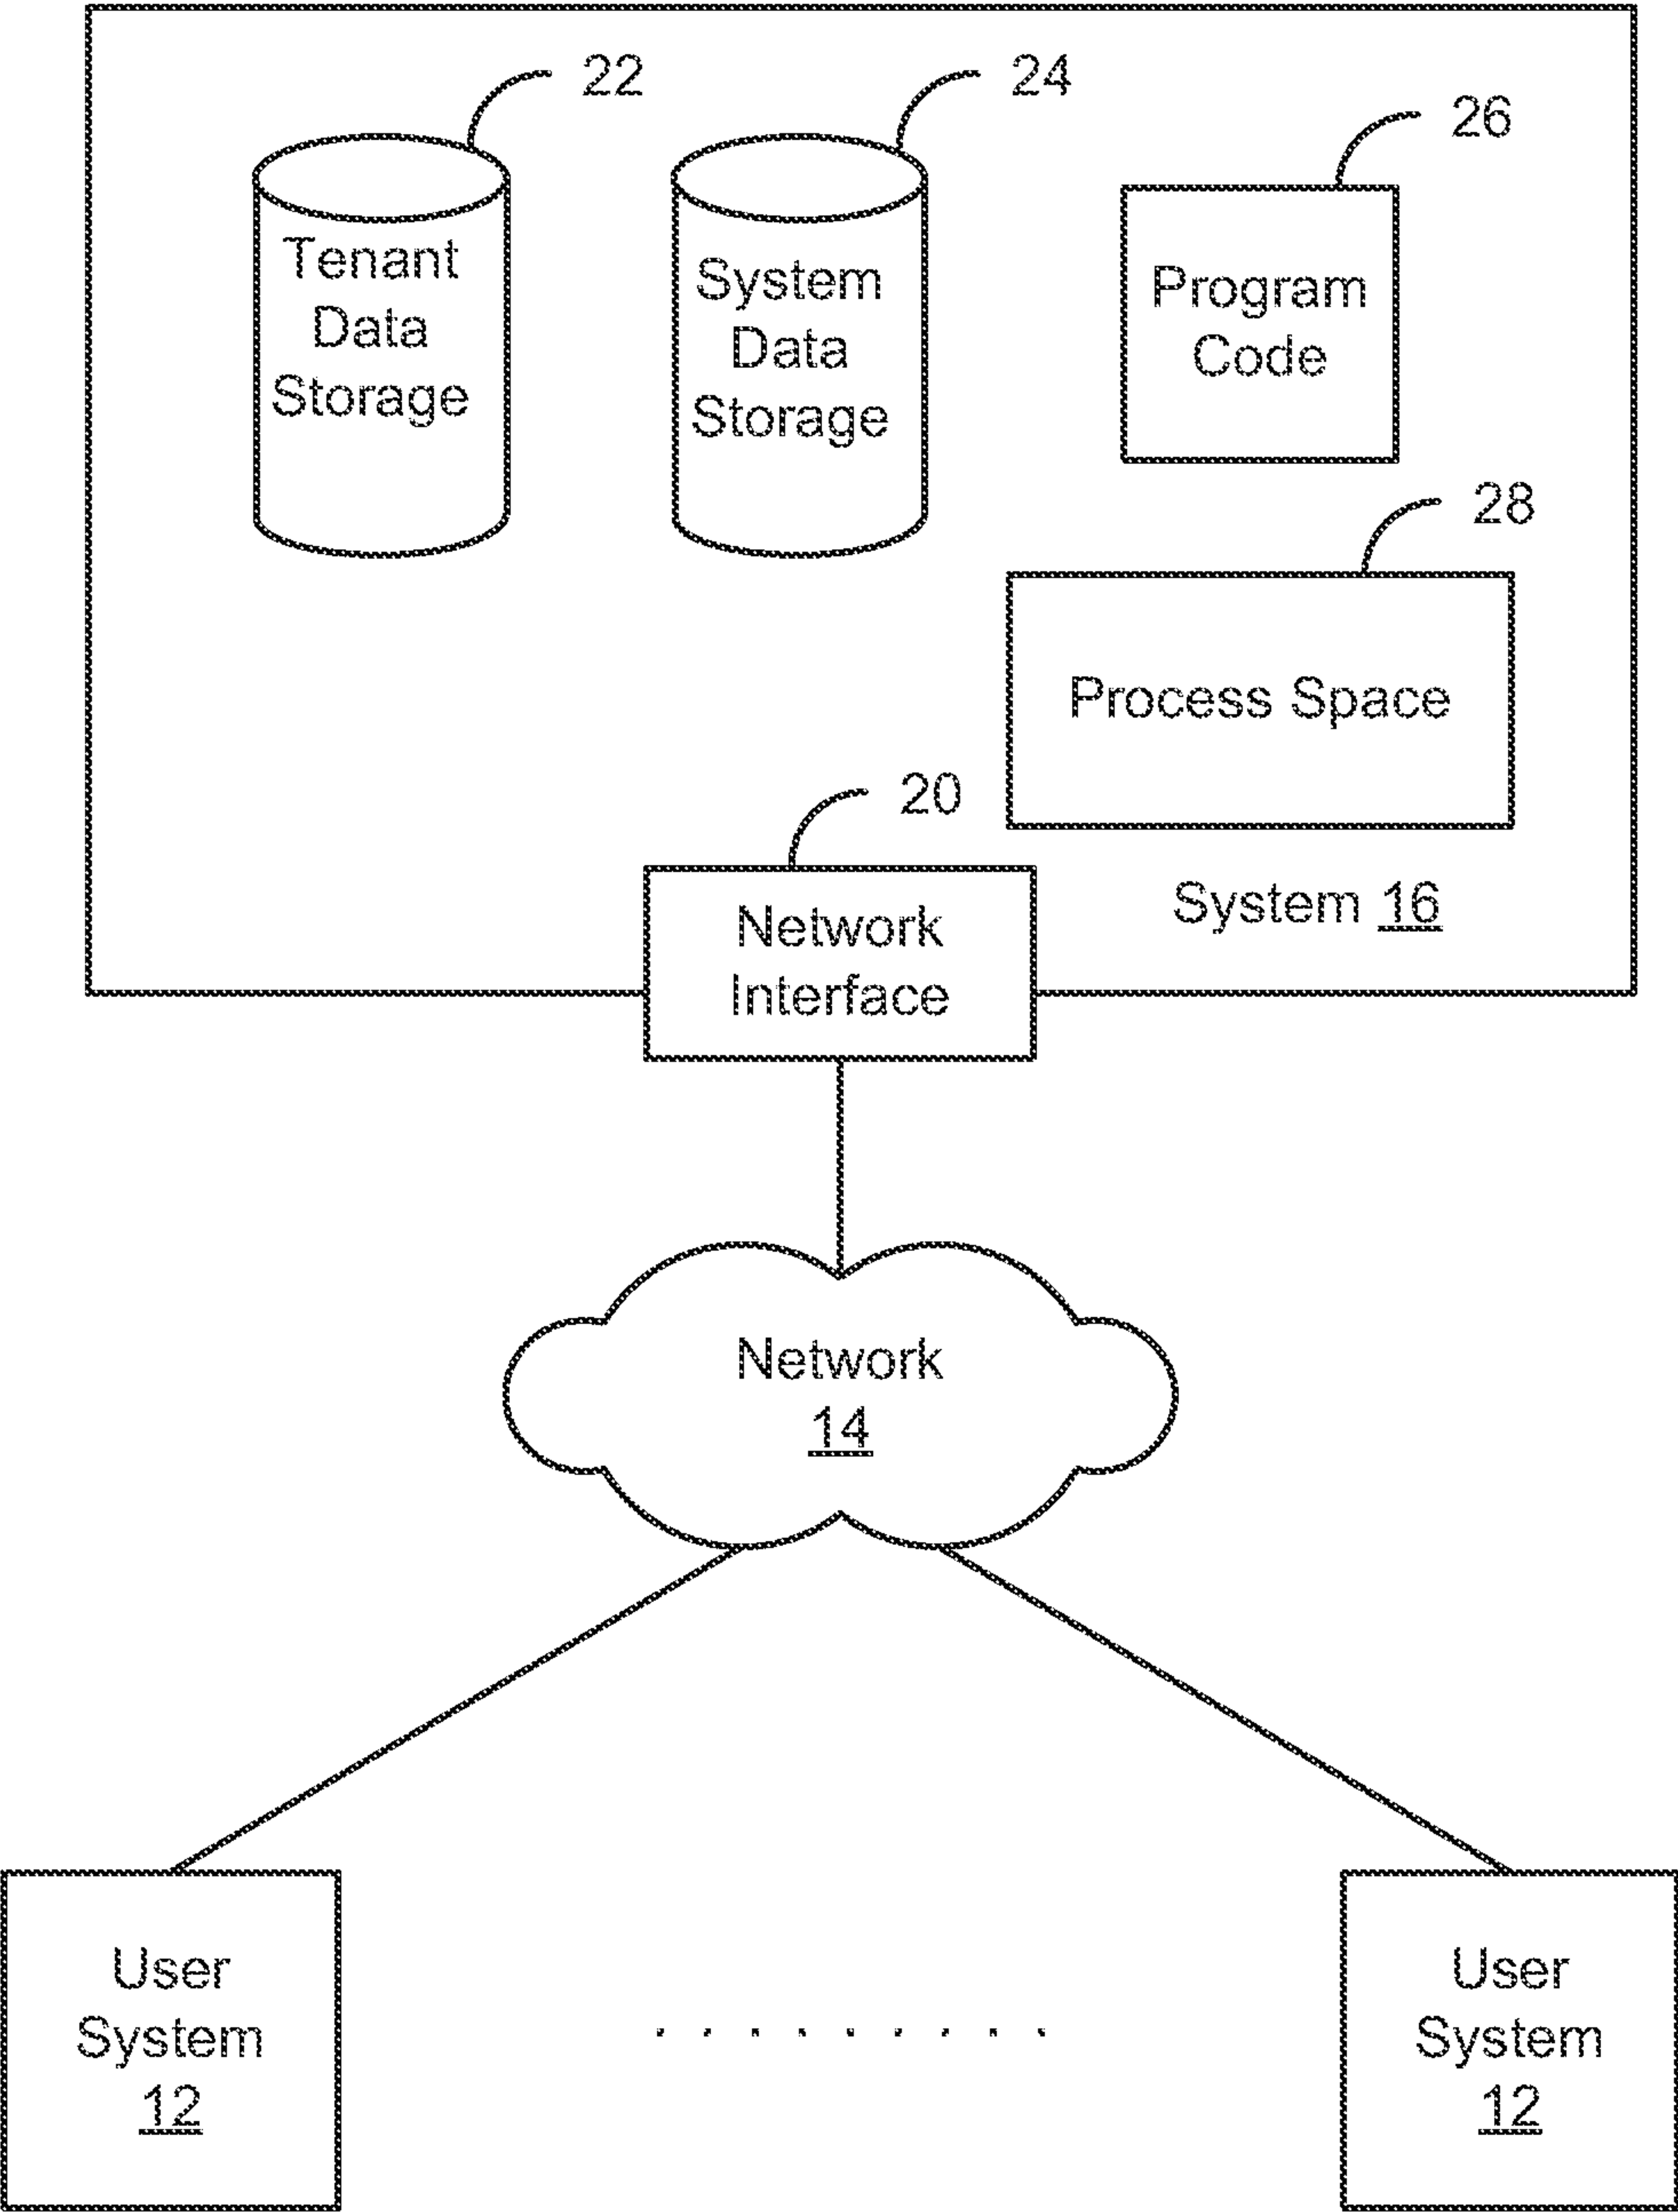 22
24
26
Tenant
Data
Storage
System
Data
Storage
Program
Code
28
Process Space
20
Network
Interface
System 16
Network
14
User
System
12
. . . . . . . . .
User
System
12